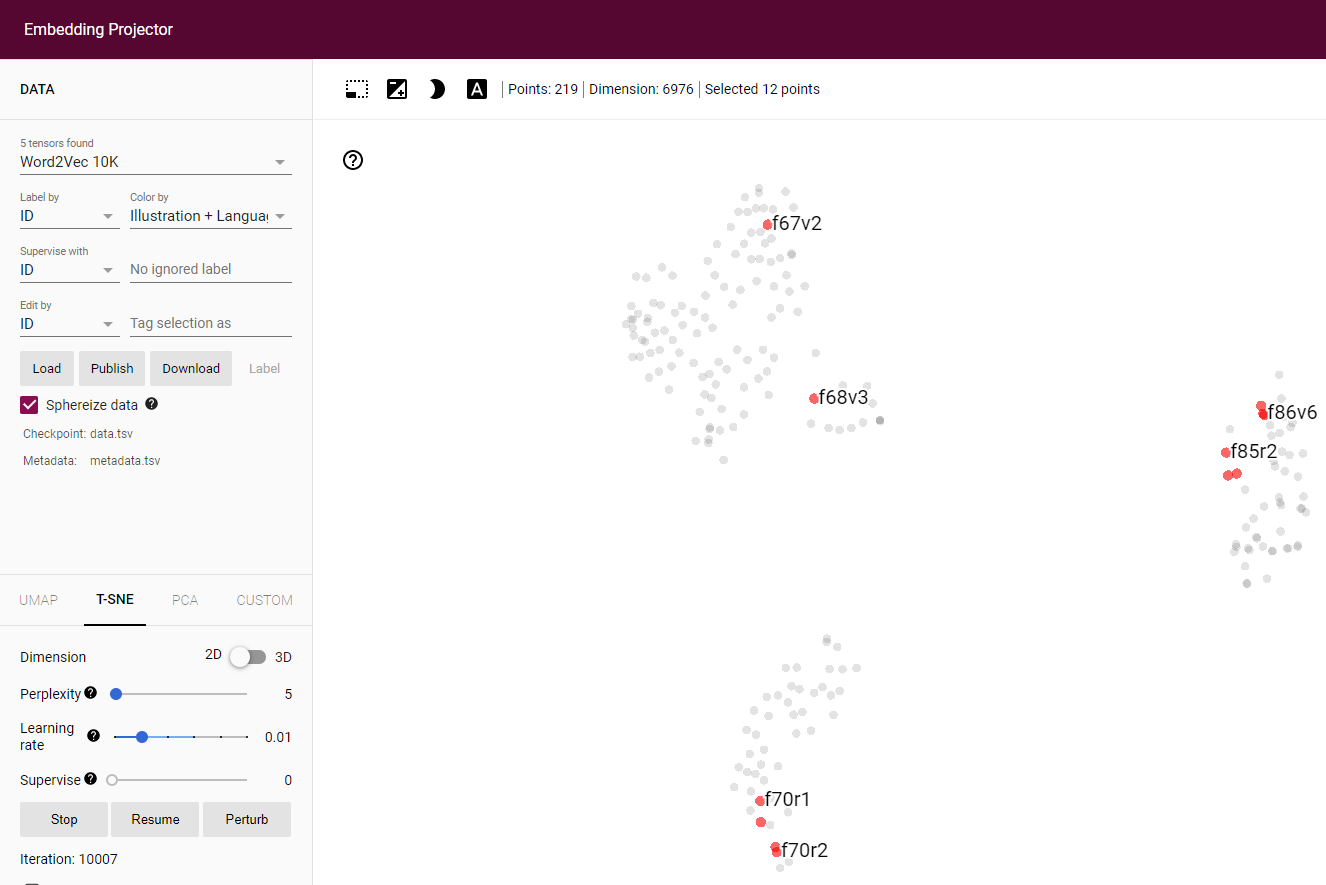 Embedding Projector
DATA
5 tensors found
Word2Vec 10K
Label by
ID
Color by
Illustration + Langua
Supervise with
ID
No ignored label
Edit by
ID
Tag selection as
Load
Publish
Download
Label
Sphereize data
Checkpoint: data.tsv
Metadata: metadata.tsv
UMAP
T-SNE
PCA
CUSTOM
Dimension 2D 3D
Perplexity 5
Learning
rate 0.01
Supervise 0
Stop
Resume
Perturb
Iteration: 10007
A
Points: 219 | Dimension: 6976 | Selected 12 points
f67v2
f68v3
f86v6
f85r2
f70r1
f70r2